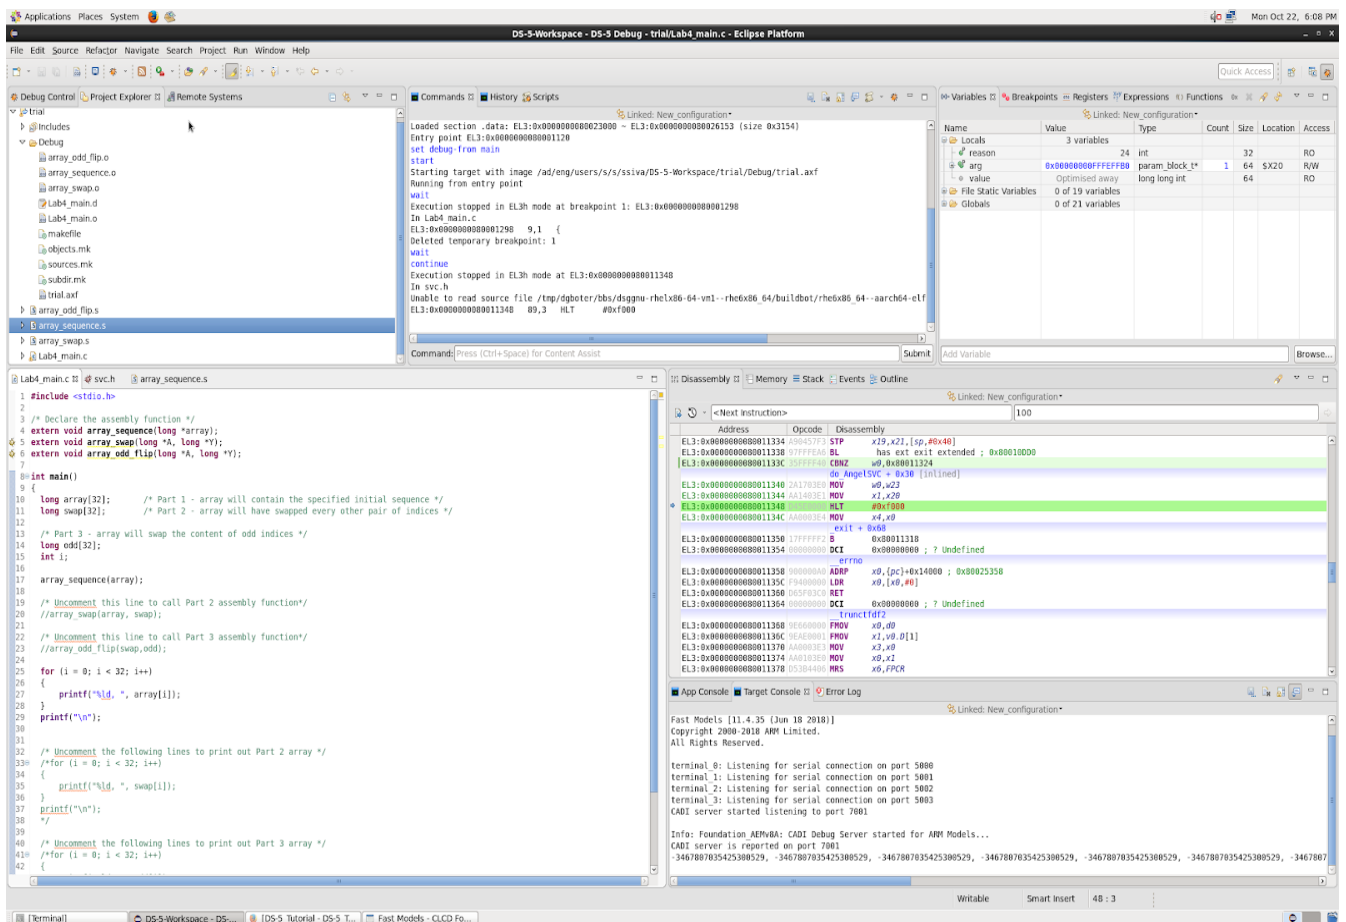 Applications Places System
Mon Oct 22, 6:08 PM
DS-5-Workspace - DS-5 Debug - trial/Lab4_main.c - Eclipse Platform
File Edit Source Refactor Navigate Search Project Run Window Help
Quick Access
Debug Control Project Explorer Remote Systems
trial
Includes
Debug
array_odd_flip.o
array_sequence.o
array_swap.o
Lab4_main.d
Lab4_main.o
makefile
objects.mk
sources.mk
subdir.mk
trial.axf
array_odd_flip.s
array_sequence.s
array_swap.s
Lab4_main.c
Commands History Scripts
Linked: New_configuration
Loaded section .data: EL3:0x0000000080023000 ~ EL3:0x0000000080026153 (size 0x3154)
Entry point EL3:0x0000000080001120
set debug-from main
start
Starting target with image /ad/eng/users/s/s/ssiva/DS-5-Workspace/trial/Debug/trial.axf
Running from entry point
wait
Execution stopped in EL3h mode at breakpoint 1: EL3:0x0000000080001298
In Lab4_main.c
EL3:0x0000000080001298 9,1 {
Deleted temporary breakpoint: 1
wait
continue
Execution stopped in EL3h mode at EL3:0x0000000080011348
In svc.h
Unable to read source file /tmp/dgboter/bbs/dsggnu-rhelx86-64-vm1--rhe6x86_64/buildbot/rhe6x86_64--aarch64-elf
EL3:0x0000000080011348 89,3 HLT #0xf000
Command: Press (Ctrl+Space) for Content Assist Submit
Variables Breakpoints Registers Expressions Functions
Linked: New_configuration
Name Value Type Count Size Location Access
Locals 3 variables
reason 24 int 32 RO
arg 0x00000000FFFEFFB0 param_block_t* 1 64 $X20 R/W
value Optimised away long long int 64 RO
File Static Variables 0 of 19 variables
Globals 0 of 21 variables
Add Variable Browse...
Lab4_main.c svc.h array_sequence.s
1 #include <stdio.h>
2
3 /* Declare the assembly function */
4 extern void array_sequence(long *array);
5 extern void array_swap(long *A, long *Y);
6 extern void array_odd_flip(long *A, long *Y);
7
8 int main()
9 {
10 long array[32]; /* Part 1 - array will contain the specified initial sequence */
11 long swap[32]; /* Part 2 - array will have swapped every other pair of indices */
12
13 /* Part 3 - array will swap the content of odd indices */
14 long odd[32];
15 int i;
16
17 array_sequence(array);
18
19 /* Uncomment this line to call Part 2 assembly function*/
20 //array_swap(array, swap);
21
22 /* Uncomment this line to call Part 3 assembly function*/
23 //array_odd_flip(swap,odd);
24
25 for (i = 0; i < 32; i++)
26 {
27 printf("%ld, ", array[i]);
28 }
29 printf("\n");
30
31
32 /* Uncomment the following lines to print out Part 2 array */
33 /*for (i = 0; i < 32; i++)
34 {
35 printf("%ld, ", swap[i]);
36 }
37 printf("\n");
38 */
39
40 /* Uncomment the following lines to print out Part 3 array */
41 /*for (i = 0; i < 32; i++)
42 {
Disassembly Memory Stack Events Outline
Linked: New_configuration
<Next Instruction> 100
Address Opcode Disassembly
EL3:0x0000000080011334 A90457F3 STP x19,x21,[sp,#0x40]
EL3:0x0000000080011338 97FFFEA6 BL has_ext_exit_extended ; 0x80010DD0
EL3:0x000000008001133C 35FFFF40 CBNZ w0,0x80011324
do_AngelSVC + 0x30 [inlined]
EL3:0x0000000080011340 2A1703E0 MOV w0,w23
EL3:0x0000000080011344 AA1403E1 MOV x1,x20
EL3:0x0000000080011348 D45E0000 HLT #0xf000
EL3:0x000000008001134C AA0003E4 MOV x4,x0
_exit + 0x68
EL3:0x0000000080011350 17FFFFF2 B 0x80011318
EL3:0x0000000080011354 00000000 DCI 0x00000000 ; ? Undefined
__errno
EL3:0x0000000080011358 900000A0 ADRP x0,{pc}+0x14000 ; 0x80025358
EL3:0x000000008001135C F9400000 LDR x0,[x0,#0]
EL3:0x0000000080011360 D65F03C0 RET
EL3:0x0000000080011364 00000000 DCI 0x00000000 ; ? Undefined
__trunctfdf2
EL3:0x0000000080011368 9E660000 FMOV x0,d0
EL3:0x000000008001136C 9EAE0001 FMOV x1,v0.D[1]
EL3:0x0000000080011370 AA0003E3 MOV x3,x0
EL3:0x0000000080011374 AA0103E0 MOV x0,x1
EL3:0x0000000080011378 D53B4406 MRS x6,FPCR
App Console Target Console Error Log
Linked: New_configuration
Fast Models [11.4.35 (Jun 18 2018)]
Copyright 2000-2018 ARM Limited.
All Rights Reserved.
terminal_0: Listening for serial connection on port 5000
terminal_1: Listening for serial connection on port 5001
terminal_2: Listening for serial connection on port 5002
terminal_3: Listening for serial connection on port 5003
CADI server started listening to port 7001
Info: Foundation_AEMv8A: CADI Debug Server started for ARM Models...
CADI server is reported on port 7001
-3467807035425300529, -3467807035425300529, -3467807035425300529, -3467807035425300529, -3467807035425300529, -3467807035425300529, -3467807
Writable Smart Insert 48 : 3
[Terminal] DS-5-Workspace - DS-... [DS-5 Tutorial - DS-5 T... Fast Models - CLCD Fo...